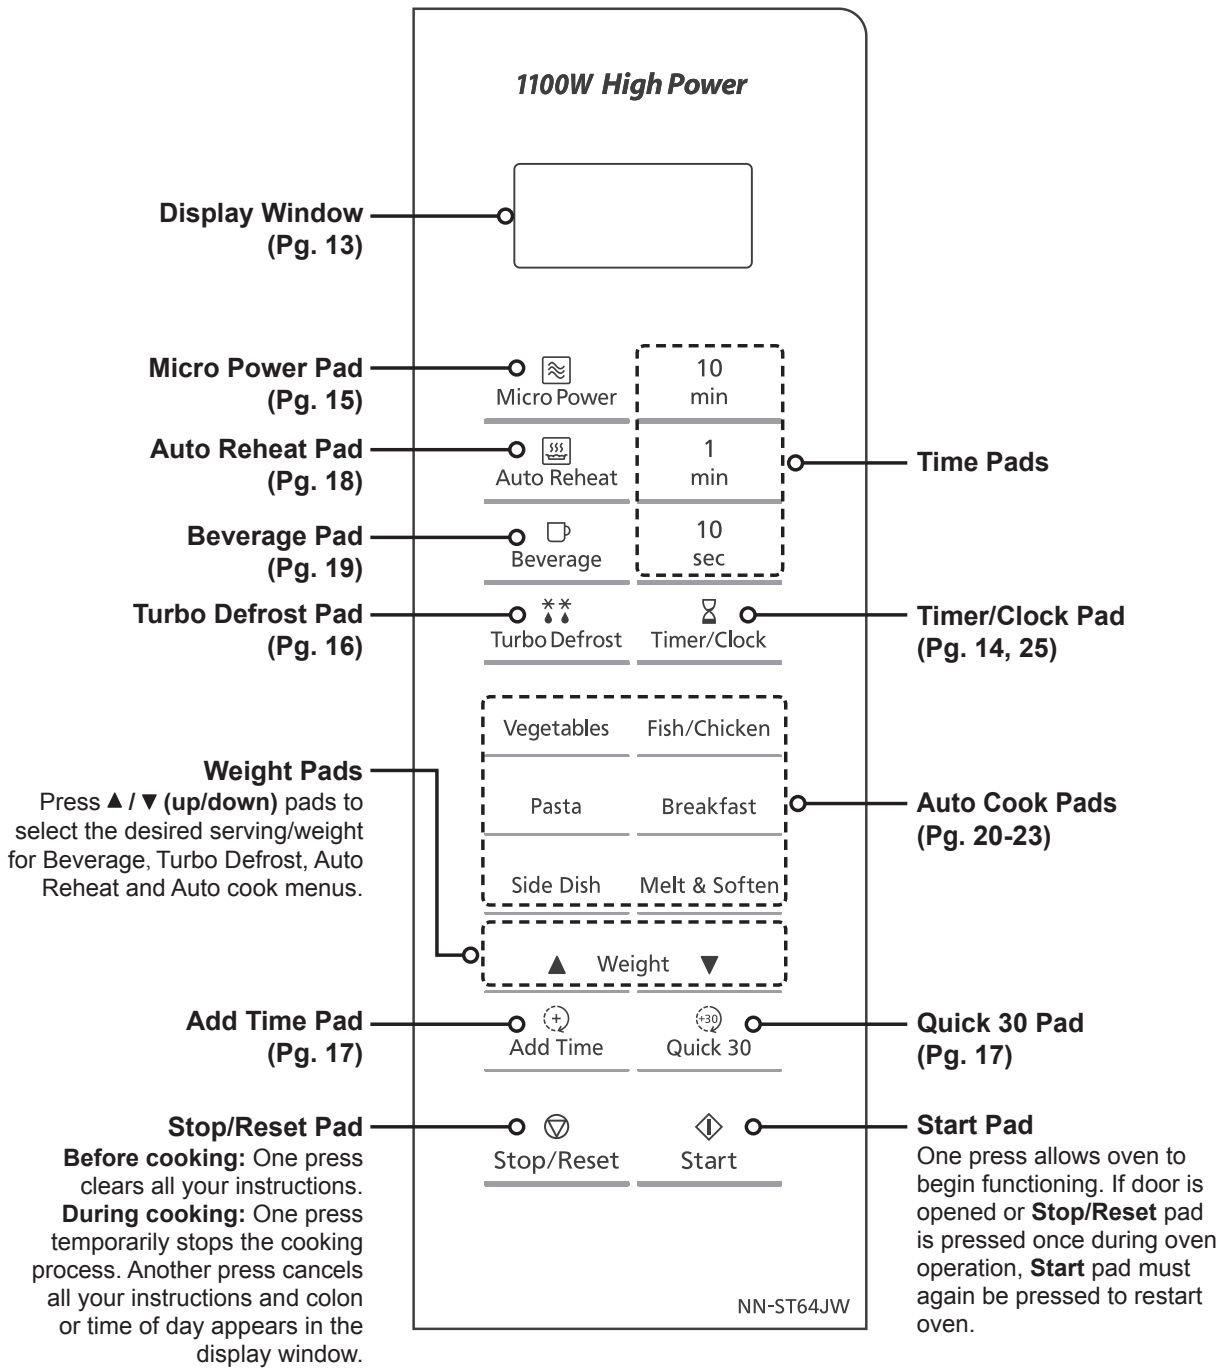 1100W High Power
Display Window
(Pg. 13)
Micro Power Pad
(Pg. 15)
Micro Power
10
min
Auto Reheat Pad
(Pg. 18)
Auto Reheat
1
min
Time Pads
Beverage Pad
(Pg. 19)
Beverage
10
sec
Turbo Defrost Pad
(Pg. 16)
Turbo Defrost
Timer/Clock
Timer/Clock Pad
(Pg. 14, 25)
Vegetables
Fish/Chicken
Pasta
Breakfast
Side Dish
Melt & Soften
Auto Cook Pads
(Pg. 20-23)
Weight Pads
Press ▲ / ▼ (up/down) pads to
select the desired serving/weight
for Beverage, Turbo Defrost, Auto
Reheat and Auto cook menus.
▲ Weight ▼
Add Time Pad
(Pg. 17)
+
Add Time
+30
Quick 30
Quick 30 Pad
(Pg. 17)
Stop/Reset Pad
Before cooking: One press
clears all your instructions.
During cooking: One press
temporarily stops the cooking
process. Another press cancels
all your instructions and colon
or time of day appears in the
display window.
Stop/Reset
Start
Start Pad
One press allows oven to
begin functioning. If door is
opened or Stop/Reset pad
is pressed once during oven
operation, Start pad must
again be pressed to restart
oven.
NN-ST64JW